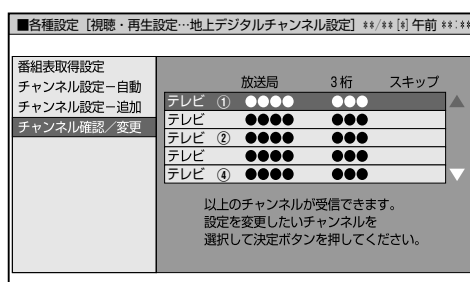 ■各種設定［視聴・再生設定…地上デジタルチャンネル設定］ **/**[*]午前 **:**
番組表取得設定
チャンネル設定－自動
チャンネル設定－追加
チャンネル確認／変更
放送局 3桁 スキップ
テレビ ① ●●●● ●●●
テレビ ●●●● ●●●
テレビ ② ●●●● ●●●
テレビ ●●●● ●●●
テレビ ④ ●●●● ●●●
以上のチャンネルが受信できます。
設定を変更したいチャンネルを
選択して決定ボタンを押してください。